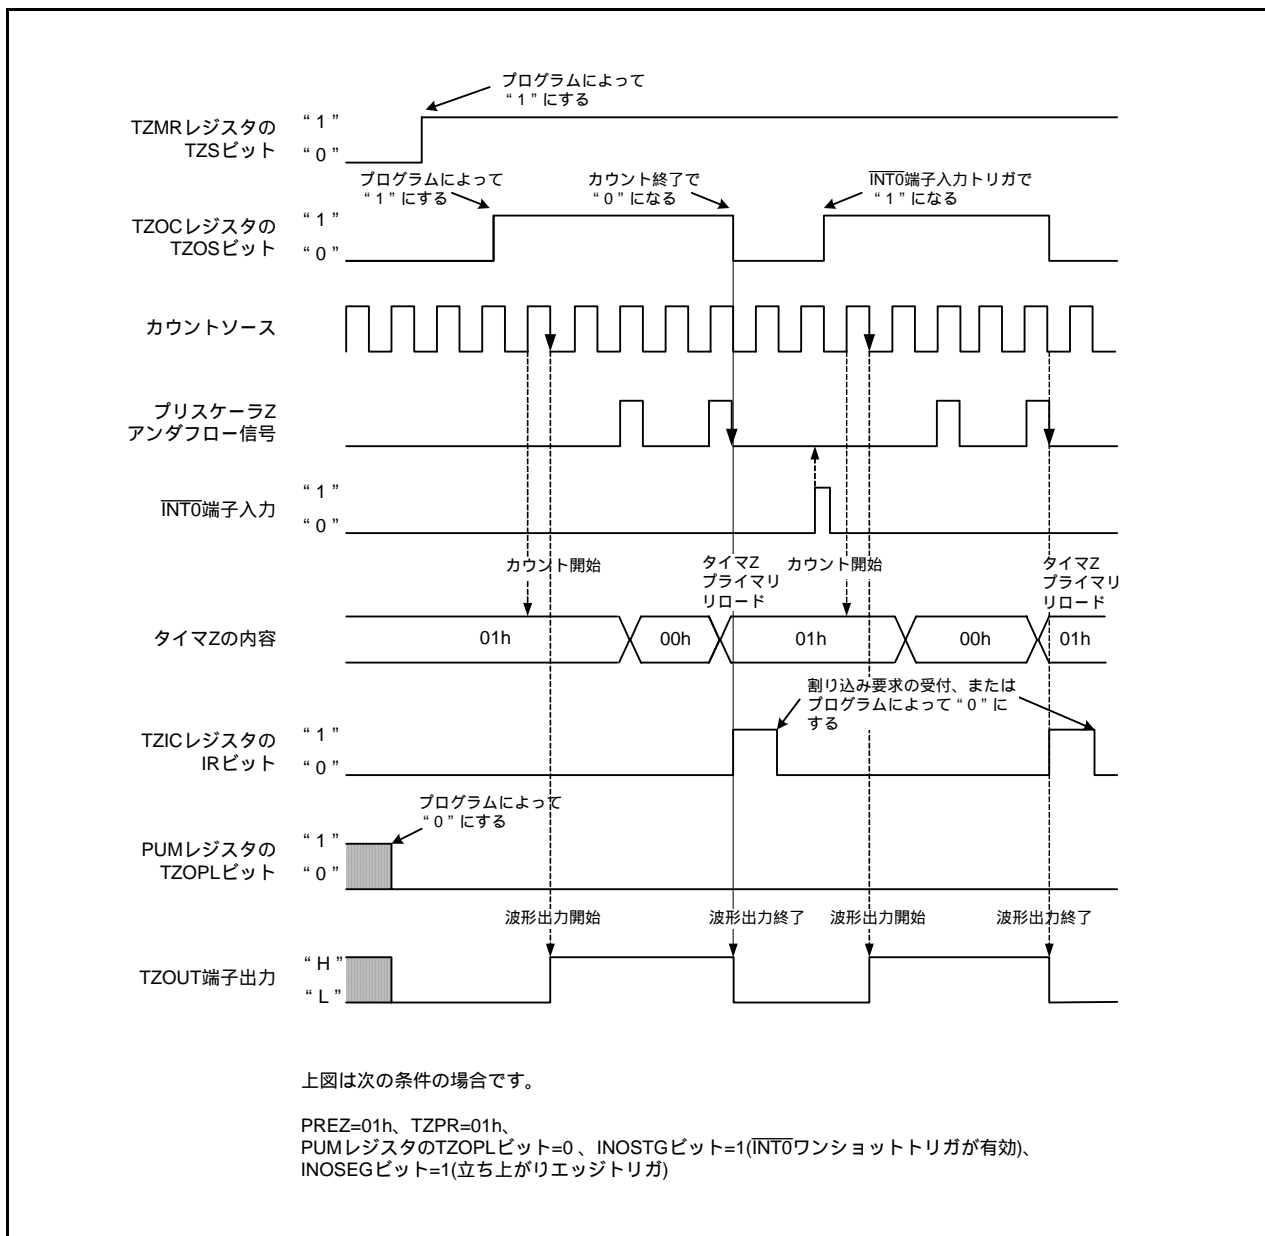 プログラムによって
“ 1 ” にする
TZMRレジスタの
TZSビット
“ 1 ”
“ 0 ”
プログラムによって
“ 1 ” にする
カウント終了で
“ 0 ” になる
INT0端子入力トリガで
“ 1 ” になる
TZOCレジスタの
TZOSビット
“ 1 ”
“ 0 ”
カウントソース
プリスケーラZ
アンダフロー信号
INT0端子入力
“ 1 ”
“ 0 ”
カウント開始
タイマZ
プライマリ
リロード
カウント開始
タイマZ
プライマリ
リロード
タイマZの内容
01h
00h
01h
00h
01h
割り込み要求の受付、または
プログラムによって “ 0 ” に
する
TZICレジスタの
IRビット
“ 1 ”
“ 0 ”
プログラムによって
“ 0 ” にする
PUMレジスタの
TZOPLビット
“ 1 ”
“ 0 ”
波形出力開始
波形出力終了
波形出力開始
波形出力終了
TZOUT端子出力
“ H ”
“ L ”
上図は次の条件の場合です。
PREZ=01h、TZPR=01h、
PUMレジスタのTZOPLビット=0 、INOSTGビット=1(INT0ワンショットトリガが有効)、
INOSEGビット=1(立ち上がりエッジトリガ)